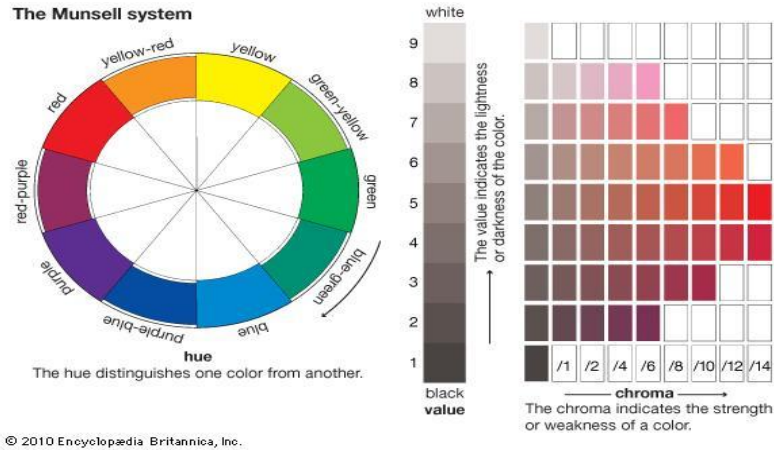 The Munsell system
yellow-red
yellow
green-yellow
green
blue-green
blue
purple-blue
purple
red-purple
red
hue
The hue distinguishes one color from another.
white
9
8
7
6
5
4
3
2
1
black
value
The value indicates the lightness
or darkness of the color.
/1 /2 /4 /6 /8 /10 /12 /14
chroma
The chroma indicates the strength
or weakness of a color.
© 2010 Encyclopædia Britannica, Inc.